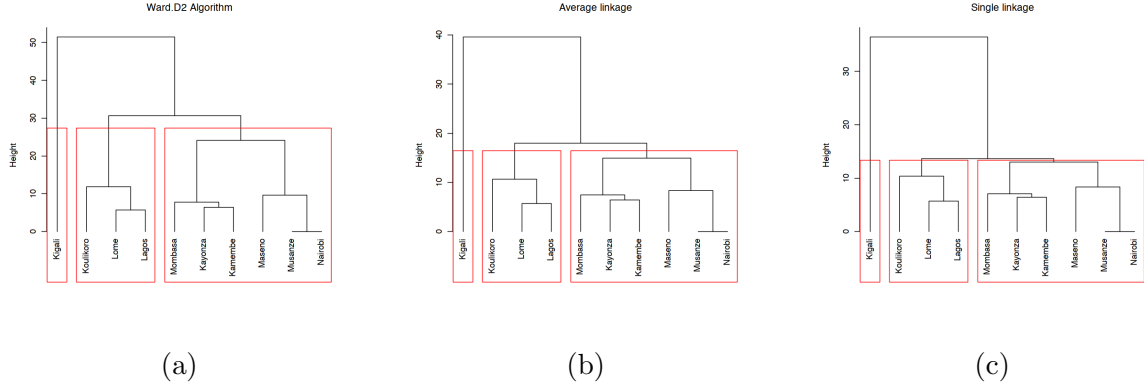 Ward.D2 Algorithm
Height
0 10 20 30 40 50
Kigali
Koulikoro
Lome
Lagos
Mombasa
Kayonza
Kamembe
Maseno
Musanze
Nairobi
(a)
Average linkage
Height
0 10 20 30 40
Kigali
Koulikoro
Lome
Lagos
Mombasa
Kayonza
Kamembe
Maseno
Musanze
Nairobi
(b)
Single linkage
Height
0 10 20 30
Kigali
Koulikoro
Lome
Lagos
Mombasa
Kayonza
Kamembe
Maseno
Musanze
Nairobi
(c)